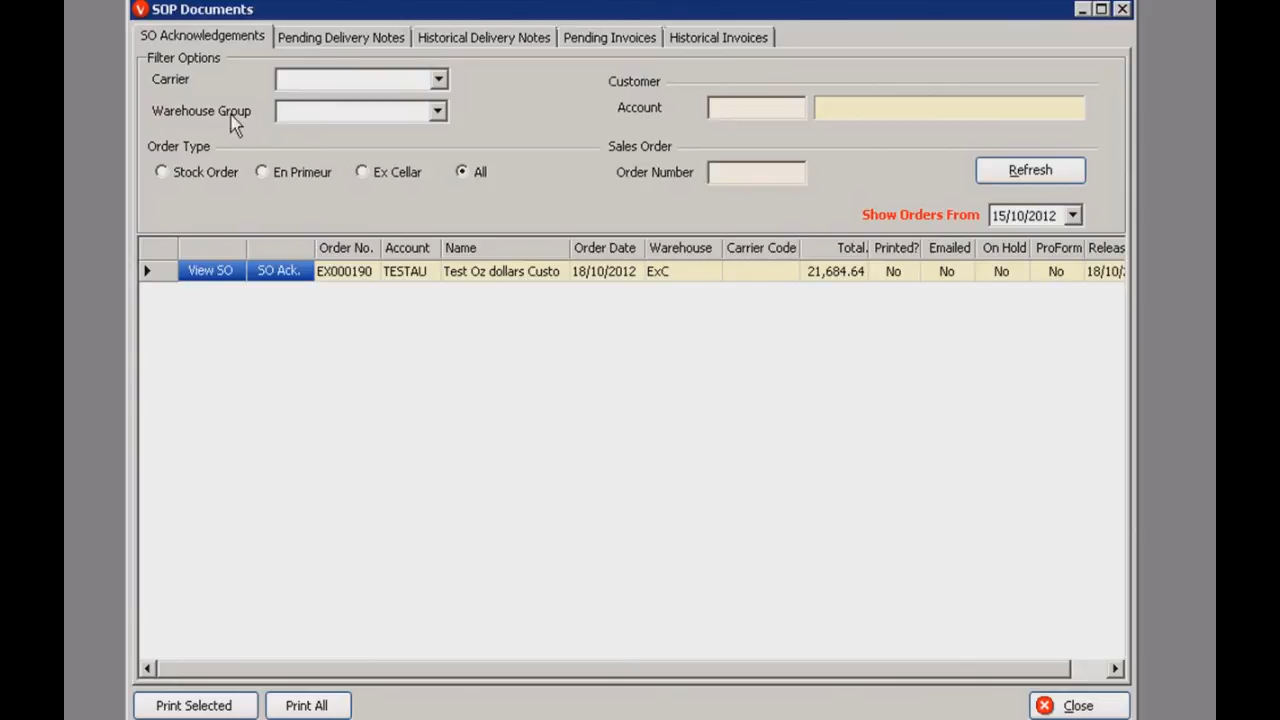 SOP Documents
SO Acknowledgements Pending Delivery Notes Historical Delivery Notes Pending Invoices Historical Invoices
Filter Options
Carrier
Customer
Warehouse Group
Account
Order Type
Sales Order
Stock Order En Primeur Ex Cellar All
Order Number
Refresh
Show Orders From 15/10/2012
Order No. Account Name Order Date Warehouse Carrier Code Total. Printed? Emailed On Hold ProForm Releas
View SO SO Ack. EX000190 TESTAU Test Oz dollars Custo 18/10/2012 ExC 21,684.64 No No No No 18/10/
Print Selected Print All Close